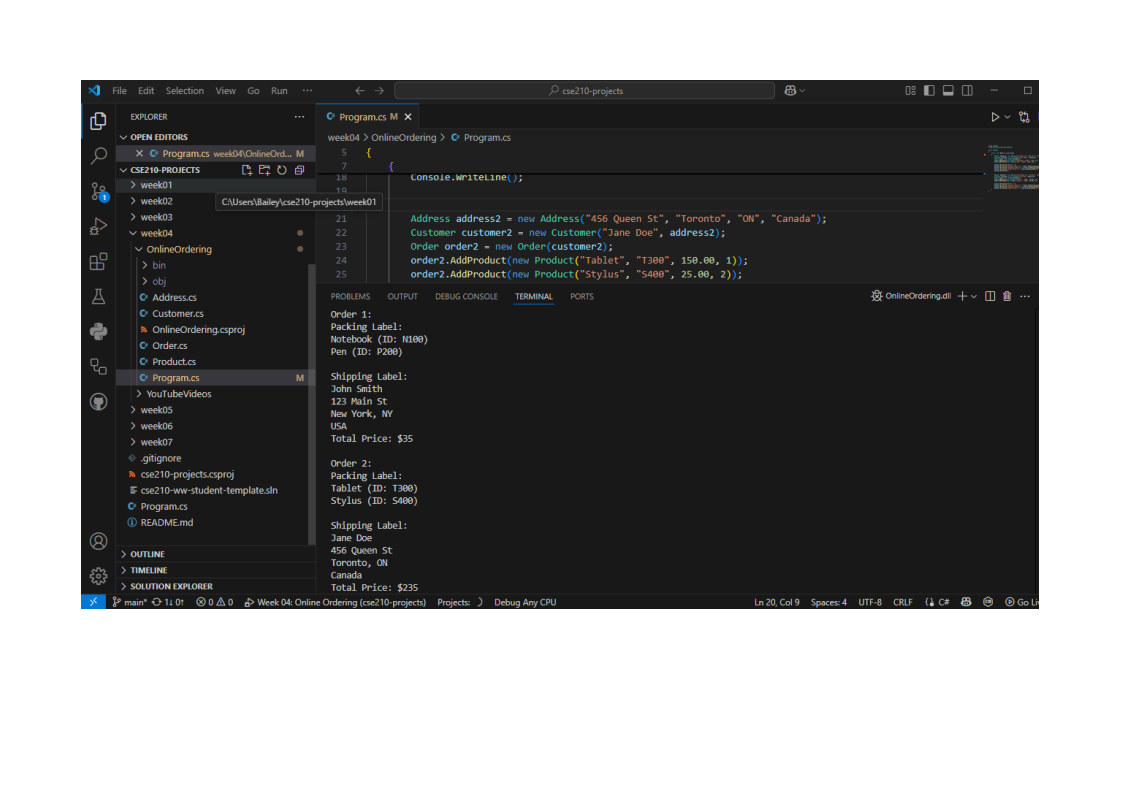 File Edit Selection View Go Run ··· ← → cse210-projects
EXPLORER ···
OPEN EDITORS
Program.cs week04\OnlineOrd... M
CSE210-PROJECTS
week01
C:\Users\Bailey\cse210-projects\week01
week02
week03
week04
OnlineOrdering
bin
obj
Address.cs
Customer.cs
OnlineOrdering.csproj
Order.cs
Product.cs
Program.cs M
YouTubeVideos
week05
week06
week07
.gitignore
cse210-projects.csproj
cse210-ww-student-template.sln
Program.cs
README.md
OUTLINE
TIMELINE
SOLUTION EXPLORER
1
Program.cs M
week04 > OnlineOrdering > Program.cs
5 {
7 {
18 Console.WriteLine();
19
21 Address address2 = new Address("456 Queen St", "Toronto", "ON", "Canada");
22 Customer customer2 = new Customer("Jane Doe", address2);
23 Order order2 = new Order(customer2);
24 order2.AddProduct(new Product("Tablet", "T300", 150.00, 1));
25 order2.AddProduct(new Product("Stylus", "S400", 25.00, 2));
PROBLEMS OUTPUT DEBUG CONSOLE TERMINAL PORTS OnlineOrdering.dll ···
Order 1:
Packing Label:
Notebook (ID: N100)
Pen (ID: P200)
Shipping Label:
John Smith
123 Main St
New York, NY
USA
Total Price: $35
Order 2:
Packing Label:
Tablet (ID: T300)
Stylus (ID: S400)
Shipping Label:
Jane Doe
456 Queen St
Toronto, ON
Canada
Total Price: $235
main* 1↓ 0↑ 0 0 Week 04: Online Ordering (cse210-projects) Projects: Debug Any CPU Ln 20, Col 9 Spaces: 4 UTF-8 CRLF C# Go Li